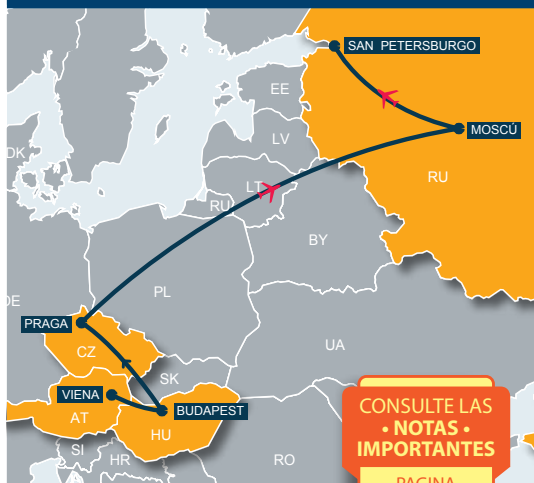 SAN PETERSBURGO
EE
MOSCÚ
LV
DK
LT
RU
RU
BY
PL
DE
UA
PRAGA
CZ
SK
VIENA
BUDAPEST
AT
HU
SI
HR
RO
CONSULTE LAS
• NOTAS •
IMPORTANTES
PAGINA